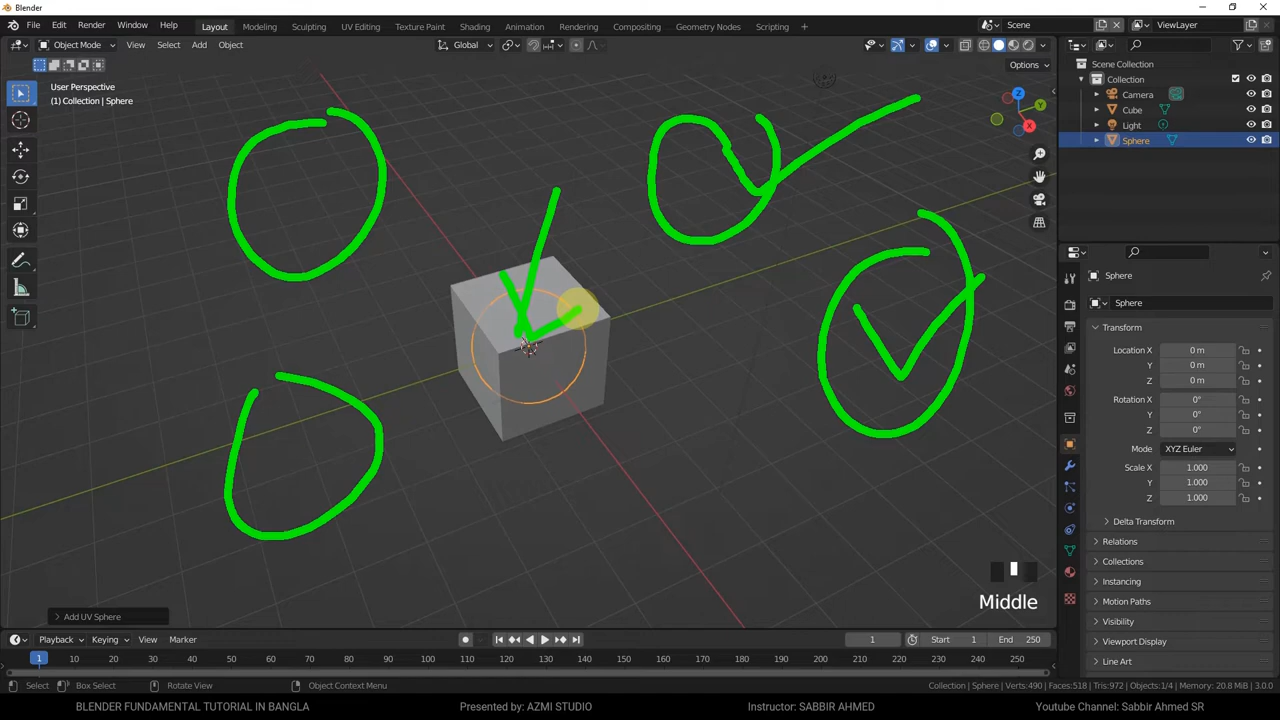 Blender
File Edit Render Window Help Layout Modeling Sculpting UV Editing Texture Paint Shading Animation Rendering Compositing Geometry Nodes Scripting + Scene ViewLayer
Object Mode View Select Add Object Global
Options
User Perspective
(1) Collection | Sphere
Z
Y
X
Scene Collection
Collection
Camera
Cube
Light
Sphere
Sphere
Sphere
Transform
Location X 0 m
Y 0 m
Z 0 m
Rotation X 0°
Y 0°
Z 0°
Mode XYZ Euler
Scale X 1.000
Y 1.000
Z 1.000
Delta Transform
Relations
Collections
Instancing
Motion Paths
Visibility
Viewport Display
Line Art
Middle
Add UV Sphere
Playback Keying View Marker 1 Start 1 End 250
1 10 20 30 40 50 60 70 80 90 100 110 120 130 140 150 160 170 180 190 200 210 220 230 240 250
Select Box Select Rotate View Object Context Menu Collection | Sphere | Verts:490 | Faces:518 | Tris:972 | Objects:1/4 | Memory: 20.8 MiB | 3.0.0
BLENDER FUNDAMENTAL TUTORIAL IN BANGLA Presented by: AZMI STUDIO Instructor: SABBIR AHMED Youtube Channel: Sabbir Ahmed SR